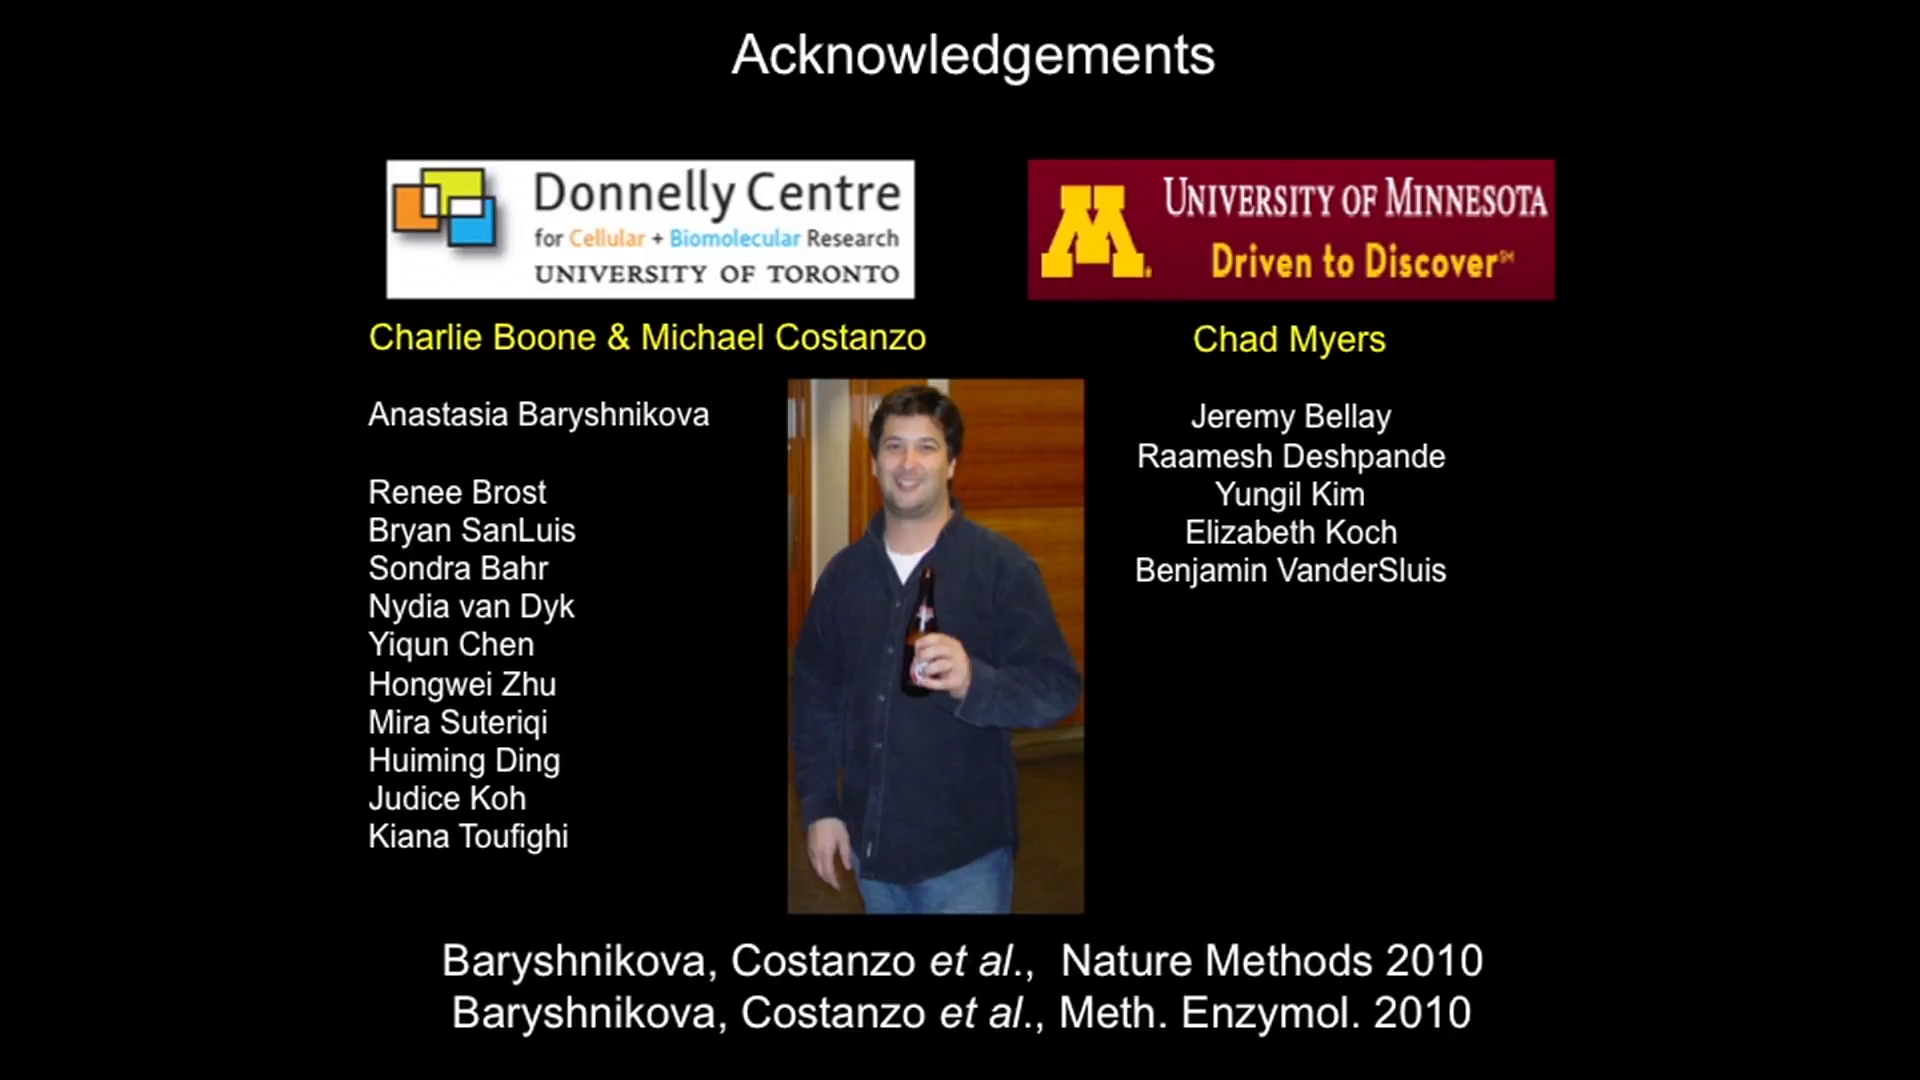 Acknowledgements
Donnelly Centre
for Cellular + Biomolecular Research
UNIVERSITY OF TORONTO
Charlie Boone & Michael Costanzo
Anastasia Baryshnikova
Renee Brost
Bryan SanLuis
Sondra Bahr
Nydia van Dyk
Yiqun Chen
Hongwei Zhu
Mira Suteriqi
Huiming Ding
Judice Koh
Kiana Toufighi
M
UNIVERSITY OF MINNESOTA
Driven to Discover℠
Chad Myers
Jeremy Bellay
Raamesh Deshpande
Yungil Kim
Elizabeth Koch
Benjamin VanderSluis
Baryshnikova, Costanzo et al.,  Nature Methods 2010
Baryshnikova, Costanzo et al., Meth. Enzymol. 2010